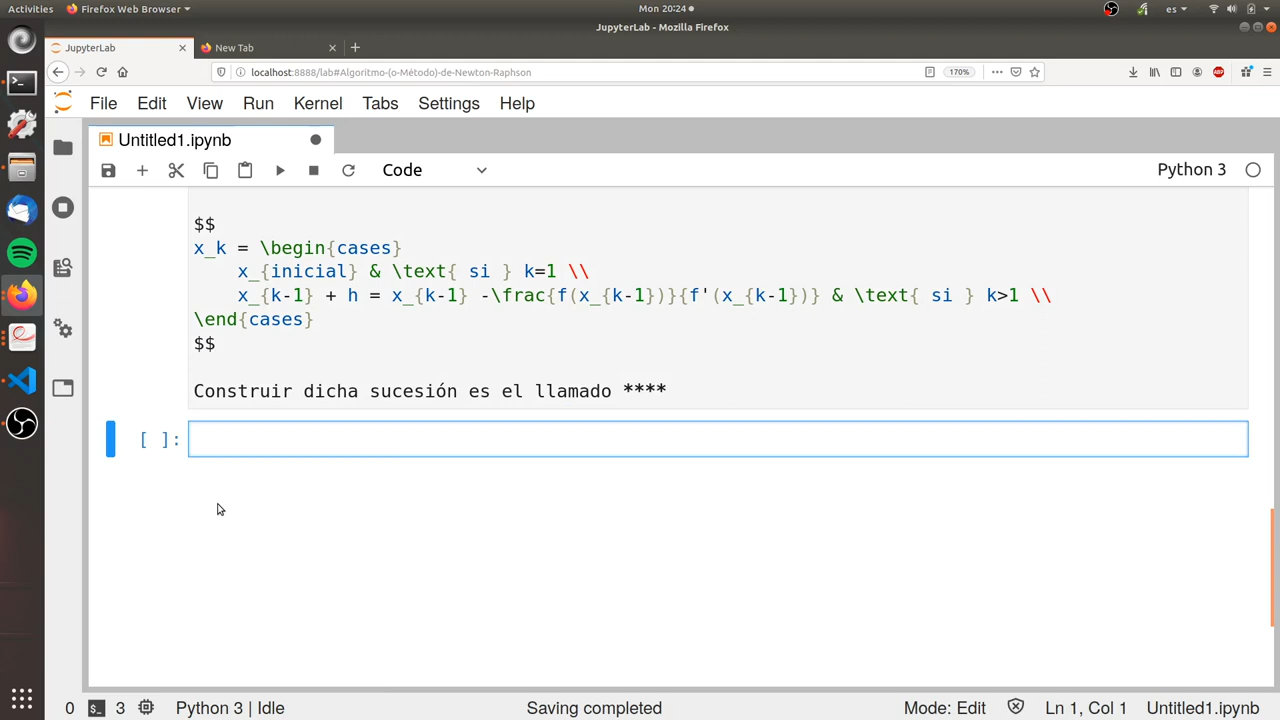 Activities Firefox Web Browser Mon 20:24 es
JupyterLab - Mozilla Firefox
JupyterLab New Tab
localhost:8888/lab#Algoritmo-(o-Método)-de-Newton-Raphson 170% ABP
File Edit View Run Kernel Tabs Settings Help
Untitled1.ipynb
Code Python 3
$$
x_k = \begin{cases}
x_{inicial} & \text{ si } k=1 \\
x_{k-1} + h = x_{k-1} -\frac{f(x_{k-1})}{f'(x_{k-1})} & \text{ si } k>1 \\
\end{cases}
$$
Construir dicha sucesión es el llamado ****
[ ]:
0 $_ 3 Python 3 | Idle Saving completed Mode: Edit Ln 1, Col 1 Untitled1.ipynb